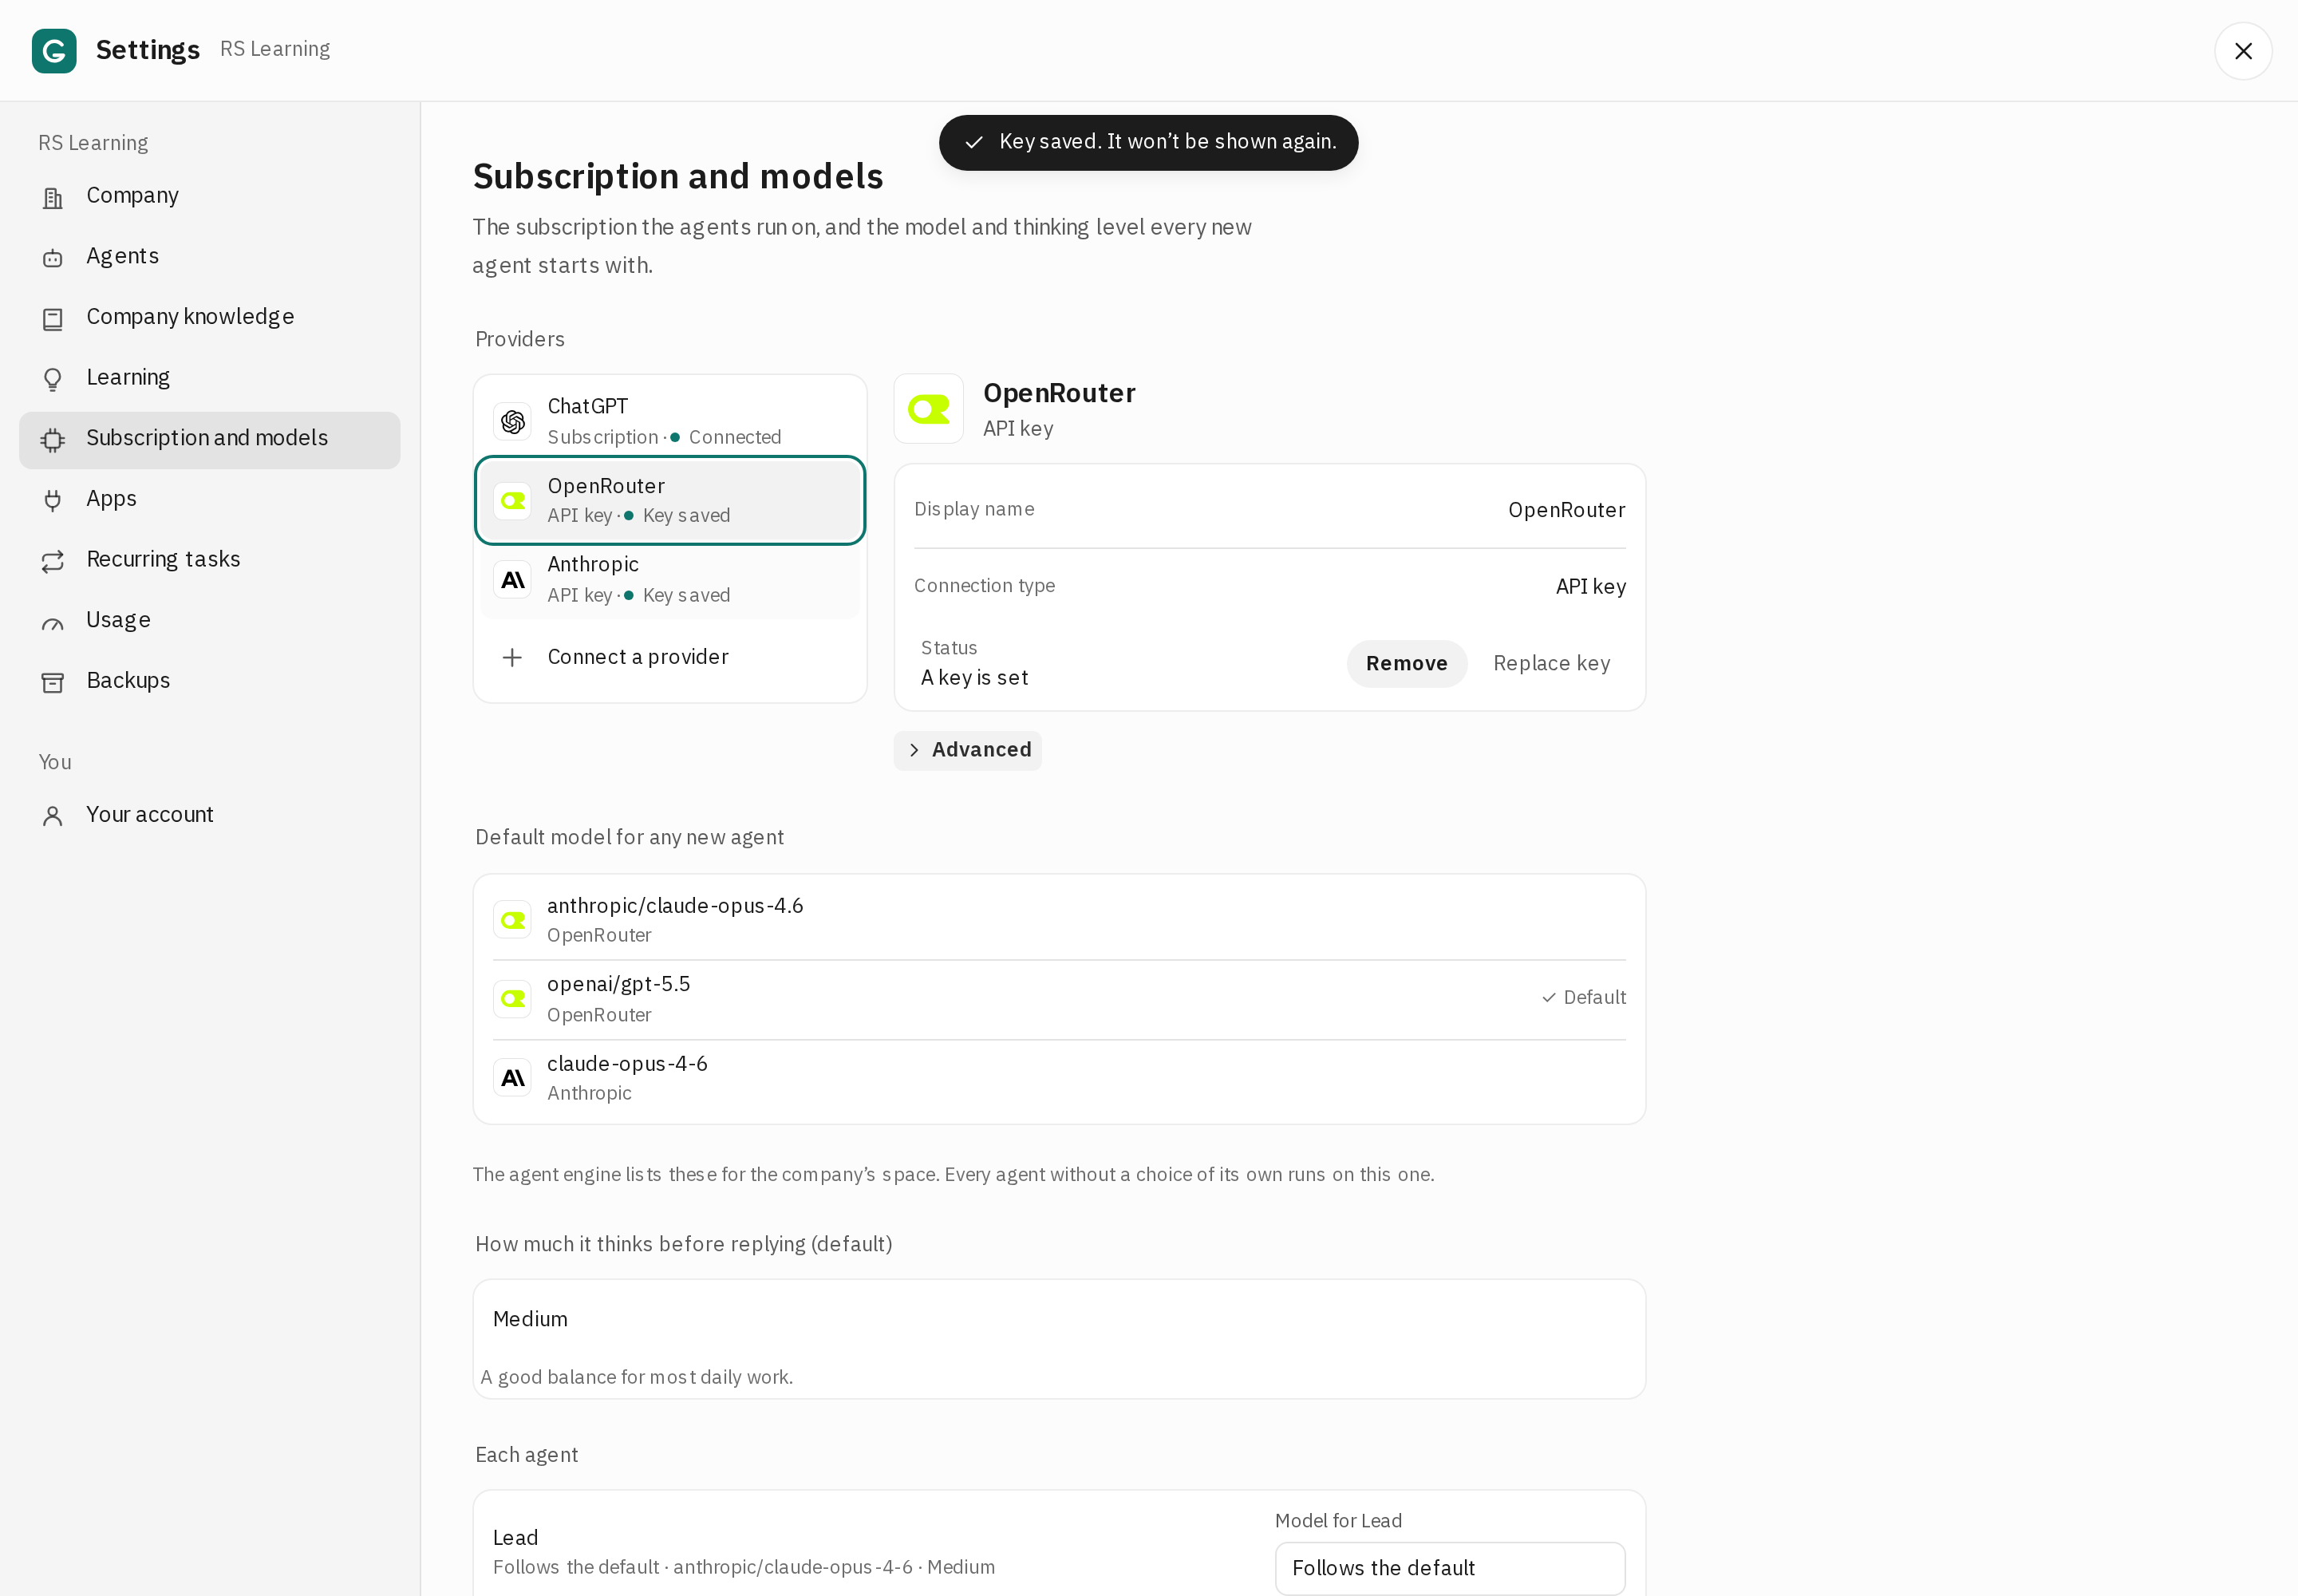 Settings RS Learning
RS Learning
Company
Agents
Company knowledge
Learning
Subscription and models
Apps
Recurring tasks
Usage
Backups
You
Your account
Key saved. It won’t be shown again.
Subscription and models
The subscription the agents run on, and the model and thinking level every new
agent starts with.
Providers
ChatGPT
Subscription · Connected
OpenRouter
API key · Key saved
Anthropic
API key · Key saved
Connect a provider
OpenRouter
API key
Display name OpenRouter
Connection type API key
Status
A key is set
Remove Replace key
Advanced
Default model for any new agent
anthropic/claude-opus-4.6
OpenRouter
openai/gpt-5.5
OpenRouter
Default
claude-opus-4-6
Anthropic
The agent engine lists these for the company’s space. Every agent without a choice of its own runs on this one.
How much it thinks before replying (default)
Medium
A good balance for most daily work.
Each agent
Lead
Follows the default · anthropic/claude-opus-4-6 · Medium
Model for Lead
Follows the default